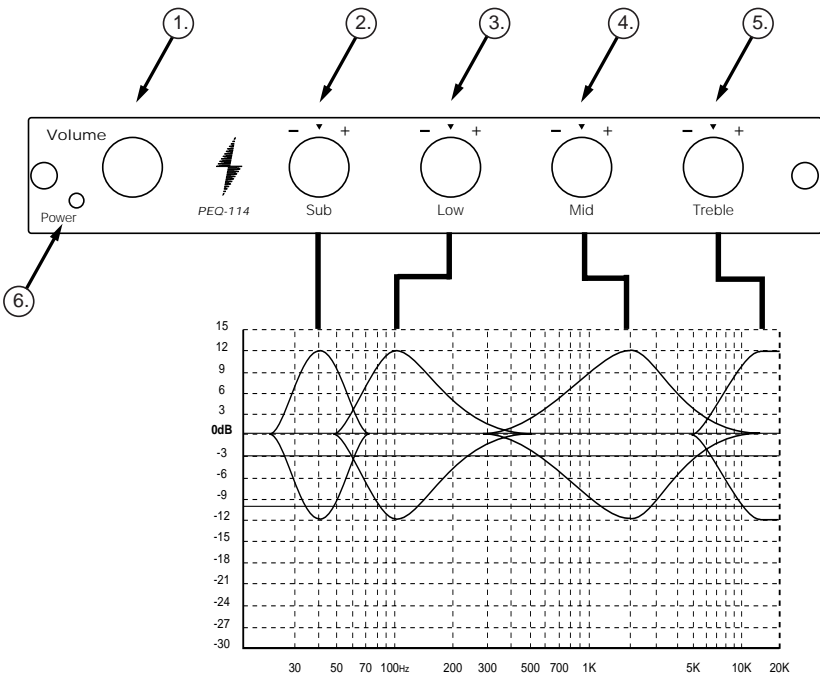 1. 2. 3. 4. 5.
Volume
− + − + − + − +
PEQ-114 Sub Low Mid Treble
Power
6.
15
12
9
6
3
0dB
-3
-6
-9
-12
-15
-18
-21
-24
-27
-30
30 50 70 100Hz 200 300 500 700 1K 5K 10K 20K